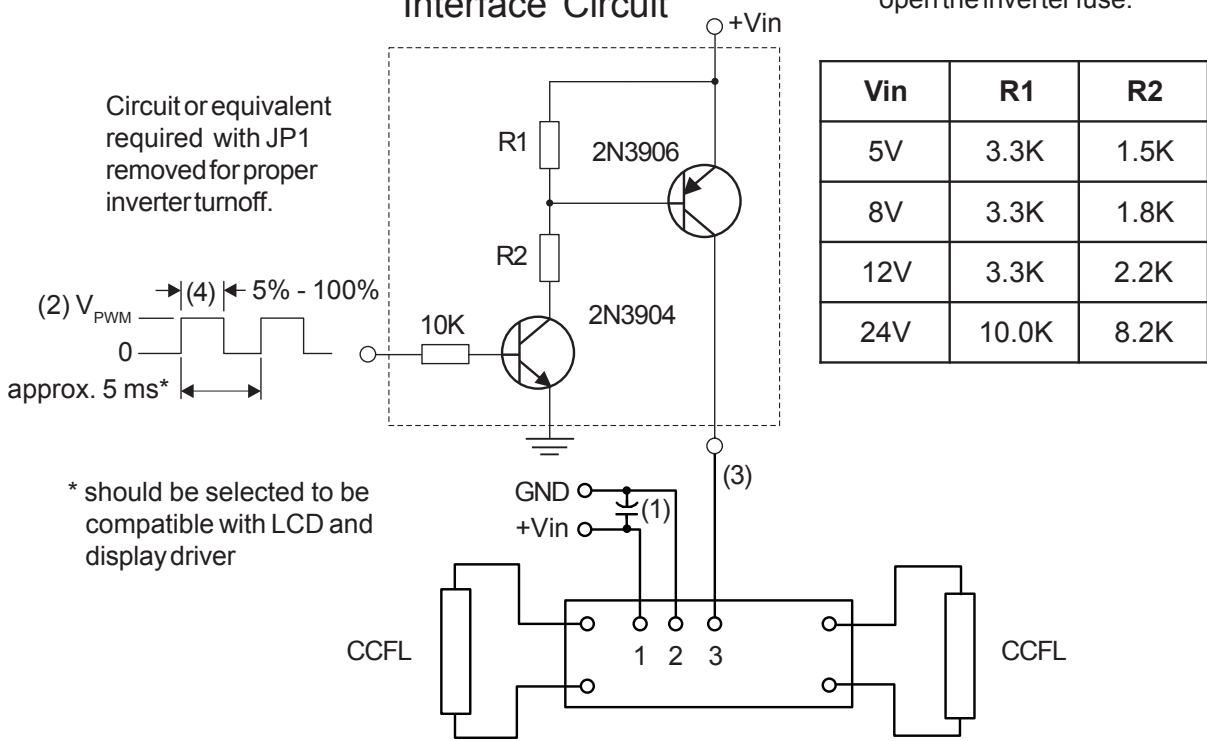 Interface Circuit
open the inverter fuse.
+Vin
Circuit or equivalent
required with JP1
removed for proper
inverter turnoff.
R1
2N3906
R2
(2) VPWM
(4)
5% - 100%
0
approx. 5 ms*
10K
2N3904
Vin R1 R2
5V 3.3K 1.5K
8V 3.3K 1.8K
12V 3.3K 2.2K
24V 10.0K 8.2K
* should be selected to be
compatible with LCD and
display driver
GND
(1)
+Vin
(3)
CCFL
1 2 3
CCFL